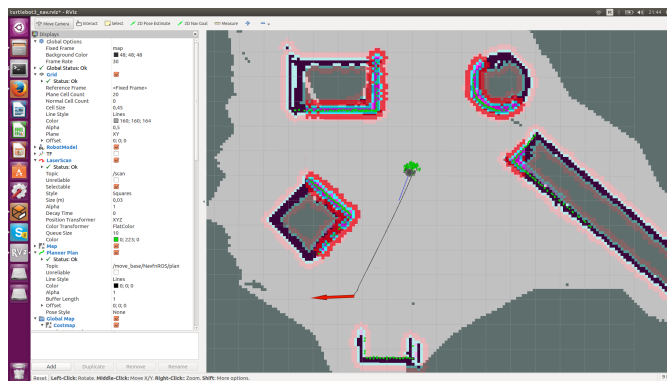 turtlebot3_nav.rviz* - RViz
21:44
Move Camera Interact Select 2D Pose Estimate 2D Nav Goal Measure
Displays
Global Options
Fixed Frame map
Background Color 48; 48; 48
Frame Rate 30
Global Status: Ok
Grid
Status: Ok
Reference Frame <Fixed Frame>
Plane Cell Count 20
Normal Cell Count 0
Cell Size 0,45
Line Style Lines
Color 160; 160; 164
Alpha 0,5
Plane XY
Offset 0; 0; 0
RobotModel
TF
LaserScan
Status: Ok
Topic /scan
Unreliable
Selectable
Style Squares
Size (m) 0,03
Alpha 1
Decay Time 0
Position Transformer XYZ
Color Transformer FlatColor
Queue Size 10
Color 0; 223; 0
Map
Planner Plan
Topic /move_base/NavfnROS/plan
Unreliable
Line Style Lines
Color 0; 0; 0
Alpha 1
Buffer Length 1
Offset 0; 0; 0
Pose Style None
Global Map
Costmap
Add Duplicate Remove Rename
Reset Left-Click: Rotate. Middle-Click: Move X/Y. Right-Click: Zoom. Shift: More options.